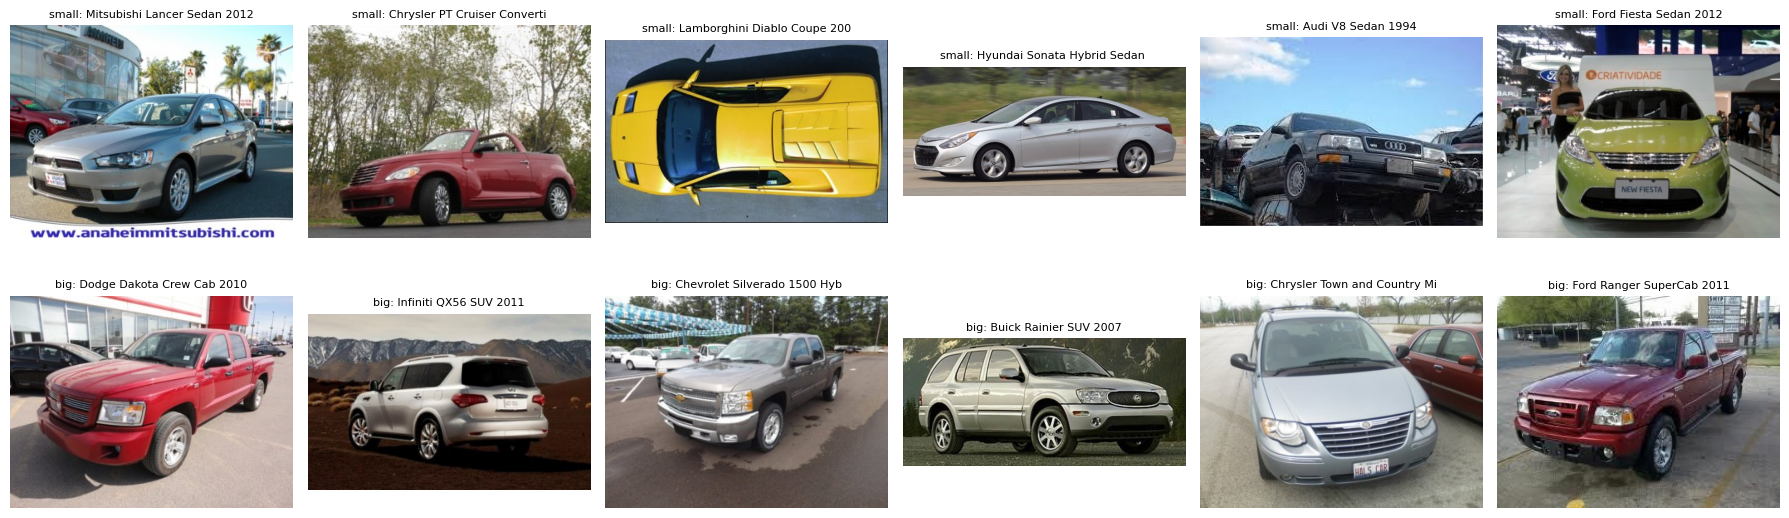 small: Mitsubishi Lancer Sedan 2012
small: Chrysler PT Cruiser Converti
small: Lamborghini Diablo Coupe 200
small: Hyundai Sonata Hybrid Sedan
small: Audi V8 Sedan 1994
small: Ford Fiesta Sedan 2012
www.anaheimmitsubishi.com
CRIATIVIDADE
Ford
NEW FIESTA
big: Dodge Dakota Crew Cab 2010
big: Infiniti QX56 SUV 2011
big: Chevrolet Silverado 1500 Hyb
big: Buick Rainier SUV 2007
big: Chrysler Town and Country Mi
big: Ford Ranger SuperCab 2011